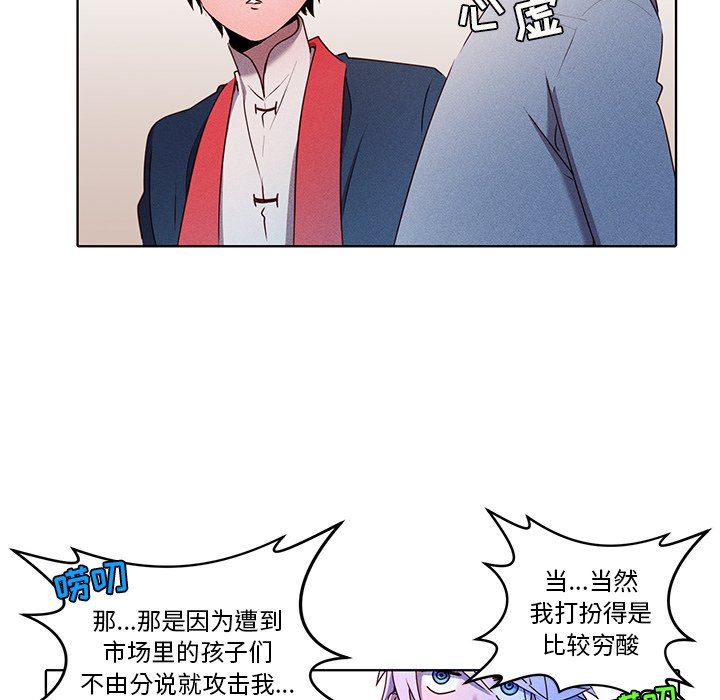 心虚
唠叨
那...那是因为遭到
市场里的孩子们
不由分说就攻击我...
当...当然
我打扮得是
比较穷酸
唠叨